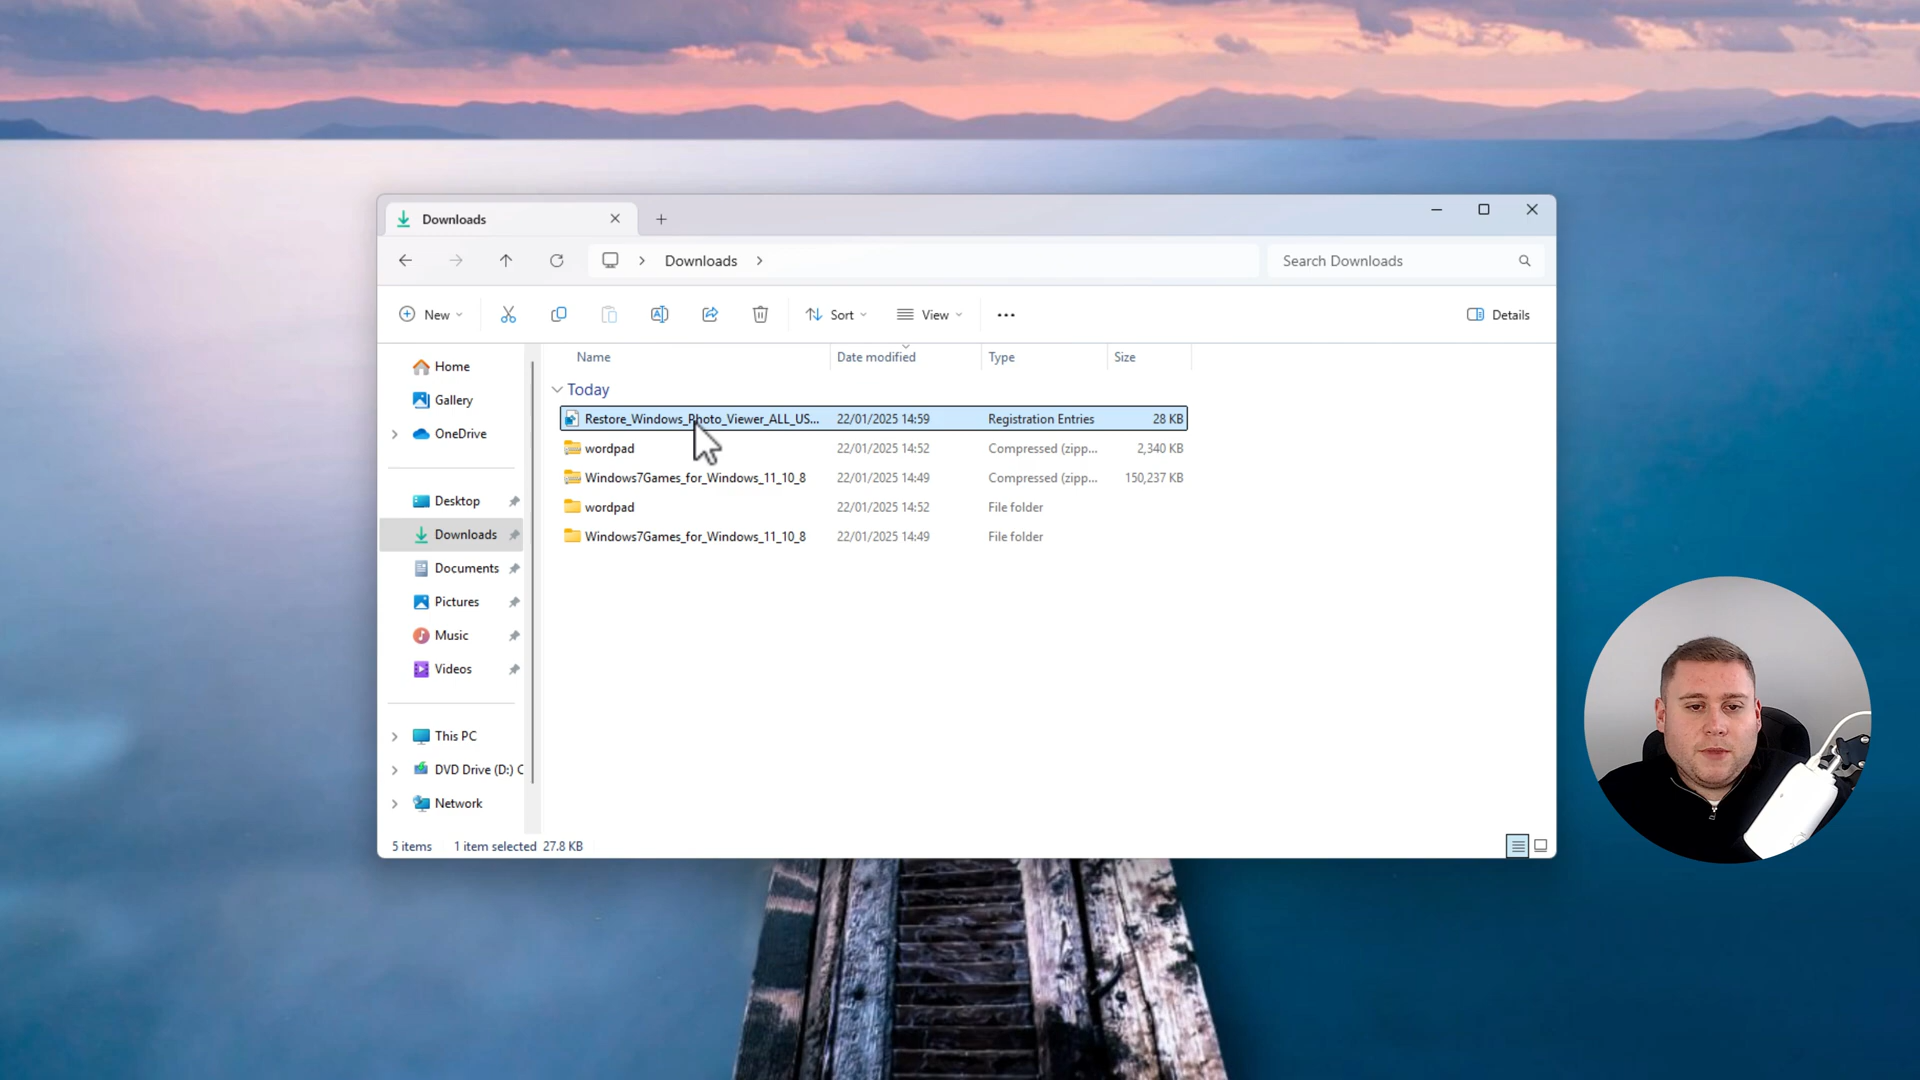 Downloads
Downloads
Search Downloads
New
Sort
View
Details
Name Date modified Type Size
Today
Restore_Windows_Photo_Viewer_ALL_US... 22/01/2025 14:59 Registration Entries 28 KB
wordpad 22/01/2025 14:52 Compressed (zipp... 2,340 KB
Windows7Games_for_Windows_11_10_8 22/01/2025 14:49 Compressed (zipp... 150,237 KB
wordpad 22/01/2025 14:52 File folder
Windows7Games_for_Windows_11_10_8 22/01/2025 14:49 File folder
Home
Gallery
OneDrive
Desktop
Downloads
Documents
Pictures
Music
Videos
This PC
DVD Drive (D:) C
Network
5 items 1 item selected 27.8 KB